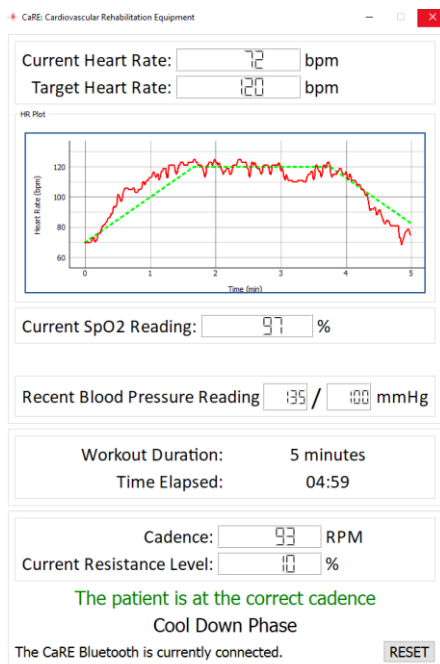 CaRE: Cardiovascular Rehabilitation Equipment
Current Heart Rate: 72 bpm
Target Heart Rate: 120 bpm
HR Plot
Heart Rate (bpm)
120
100
80
60
0 1 2 3 4 5
Time (min)
Current SpO2 Reading: 97 %
Recent Blood Pressure Reading 135 / 100 mmHg
Workout Duration: 5 minutes
Time Elapsed: 04:59
Cadence: 93 RPM
Current Resistance Level: 10 %
The patient is at the correct cadence
Cool Down Phase
The CaRE Bluetooth is currently connected. RESET